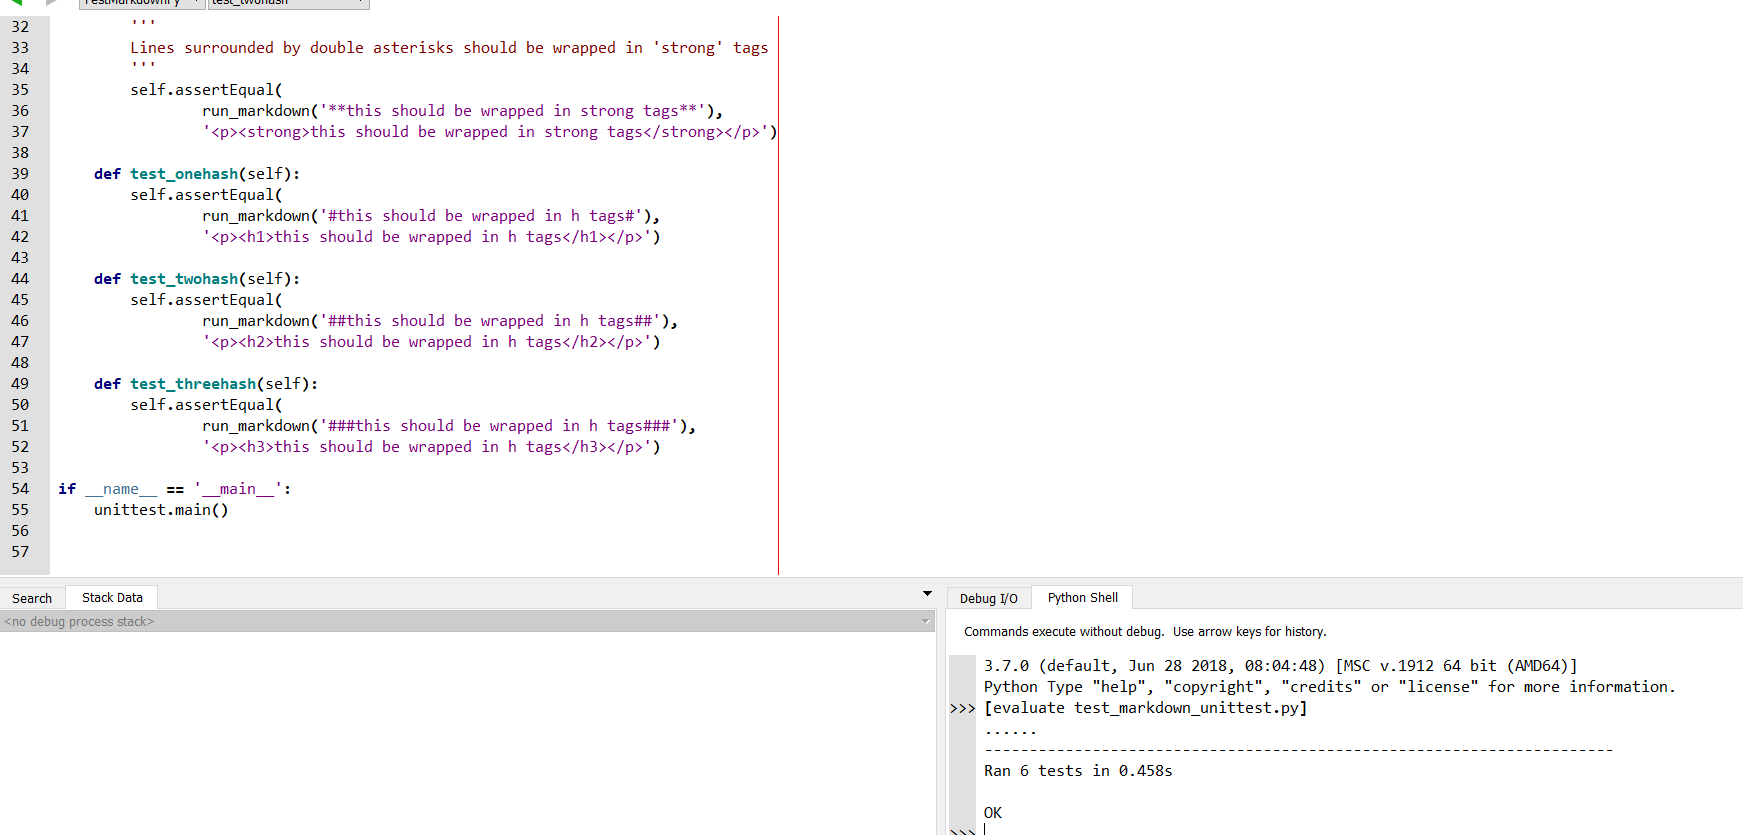 TestMarkdownPy test_twohash
32 '''
33 Lines surrounded by double asterisks should be wrapped in 'strong' tags
34 '''
35 self.assertEqual(
36 run_markdown('**this should be wrapped in strong tags**'),
37 '<p><strong>this should be wrapped in strong tags</strong></p>')
38
39 def test_onehash(self):
40 self.assertEqual(
41 run_markdown('#this should be wrapped in h tags#'),
42 '<p><h1>this should be wrapped in h tags</h1></p>')
43
44 def test_twohash(self):
45 self.assertEqual(
46 run_markdown('##this should be wrapped in h tags##'),
47 '<p><h2>this should be wrapped in h tags</h2></p>')
48
49 def test_threehash(self):
50 self.assertEqual(
51 run_markdown('###this should be wrapped in h tags###'),
52 '<p><h3>this should be wrapped in h tags</h3></p>')
53
54 if __name__ == '__main__':
55 unittest.main()
56
57
Search Stack Data
<no debug process stack>
Debug I/O Python Shell
Commands execute without debug. Use arrow keys for history.
3.7.0 (default, Jun 28 2018, 08:04:48) [MSC v.1912 64 bit (AMD64)]
Python Type "help", "copyright", "credits" or "license" for more information.
>>> [evaluate test_markdown_unittest.py]
......
----------------------------------------------------------------------
Ran 6 tests in 0.458s
OK
>>>